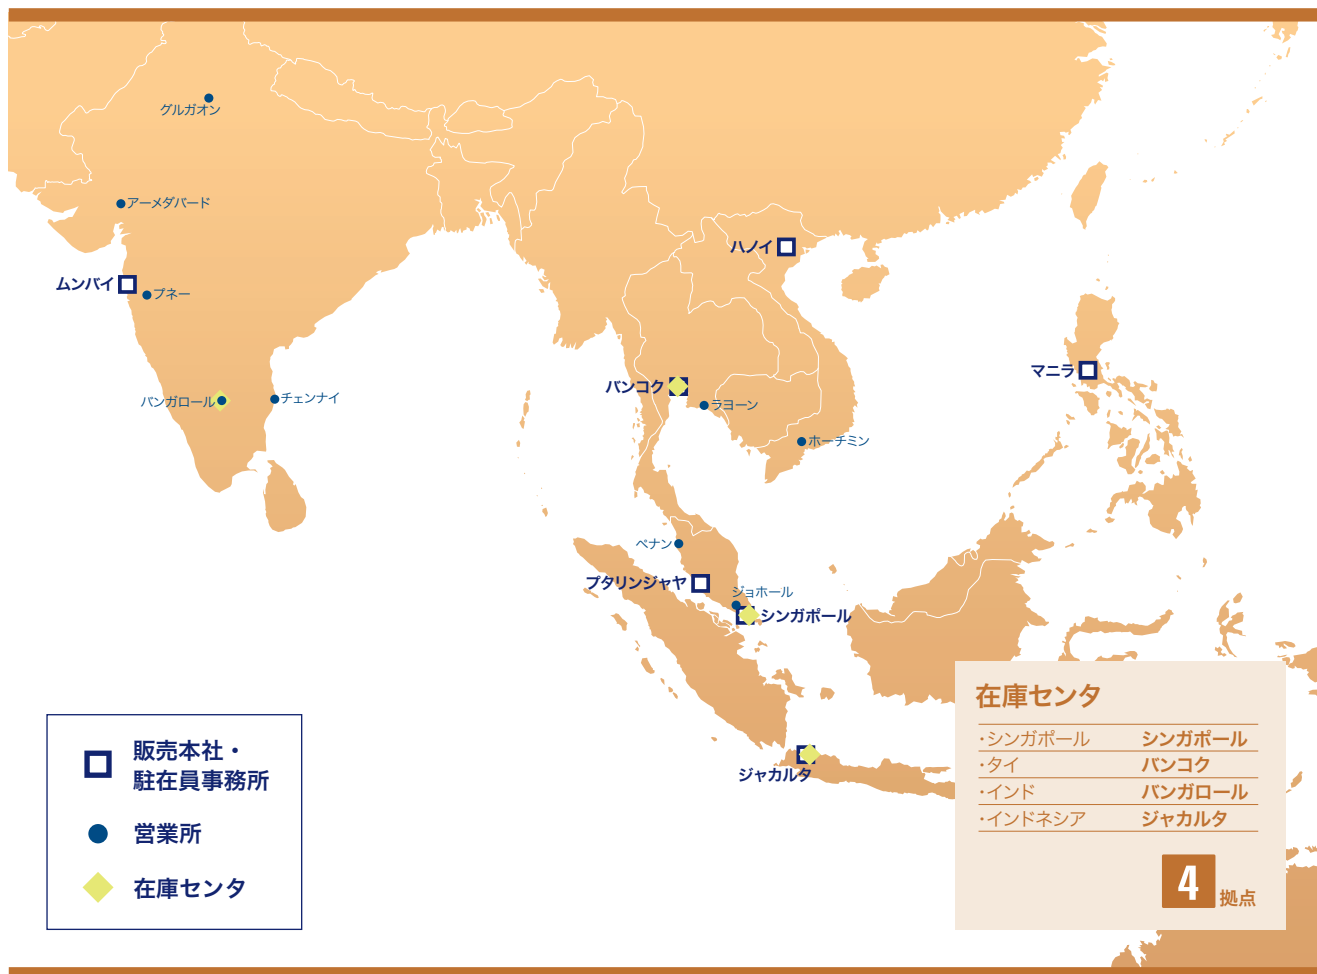 グルガオン
アーメダバード
ハノイ
ムンバイ
プネー
マニラ
バンコク
バンガロール
チェンナイ
ラヨーン
ホーチミン
ペナン
プタリンジャヤ
ジョホール
シンガポール
ジャカルタ
販売本社・
駐在員事務所
営業所
在庫センタ
在庫センタ
・シンガポール シンガポール
・タイ バンコク
・インド バンガロール
・インドネシア ジャカルタ
4 拠点